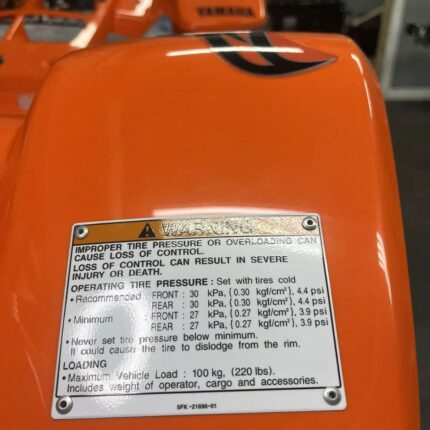 YAMAHA
WARNING
IMPROPER TIRE PRESSURE OR OVERLOADING CAN
CAUSE LOSS OF CONTROL.
LOSS OF CONTROL CAN RESULT IN SEVERE
INJURY OR DEATH.
OPERATING TIRE PRESSURE : Set with tires cold
• Recommended : FRONT : 30 kPa, {0.30 kgf/cm², 4.4 psi
REAR : 30 kPa, {0.30 kgf/cm², 4.4 psi
• Minimum : FRONT : 27 kPa, {0.27 kgf/cm², 3.9 psi
REAR : 27 kPa, {0.27 kgf/cm², 3.9 psi
• Never set tire pressure below minimum.
It could cause the tire to dislodge from the rim.
LOADING
• Maximum Vehicle Load : 100 kg, (220 lbs).
Includes weight of operator, cargo and accessories.
5FK-21696-01